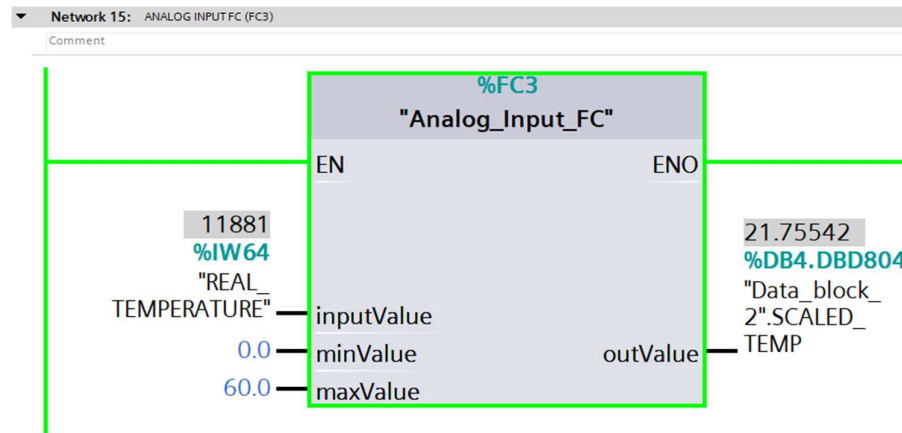 Network 15: ANALOG INPUT FC (FC3)
Comment
%FC3
"Analog_Input_FC"
EN
ENO
11881
%IW64
"REAL_
TEMPERATURE"
inputValue
0.0
minValue
60.0
maxValue
21.75542
%DB4.DBD804
"Data_block_
2".SCALED_
TEMP
outValue